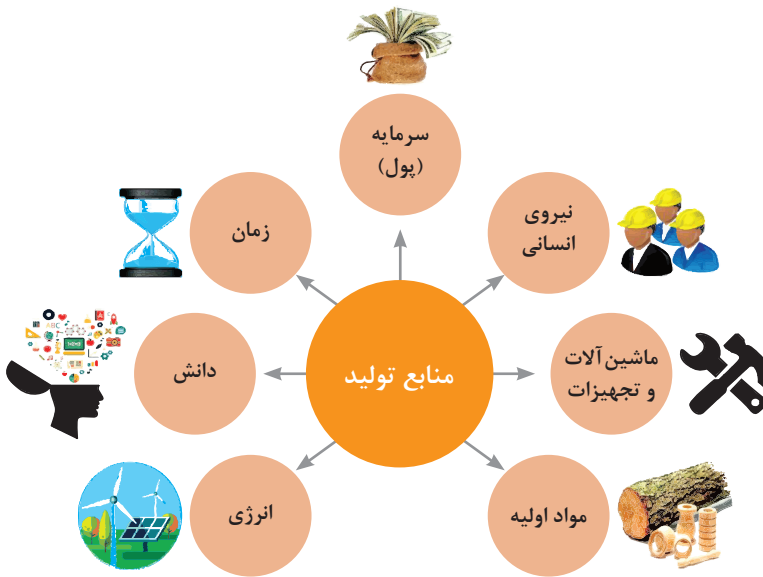 سرمایه
(پول)
نیروی
انسانی
زمان
ماشین‌آلات
و تجهیزات
منابع تولید
دانش
مواد اولیه
انرژی